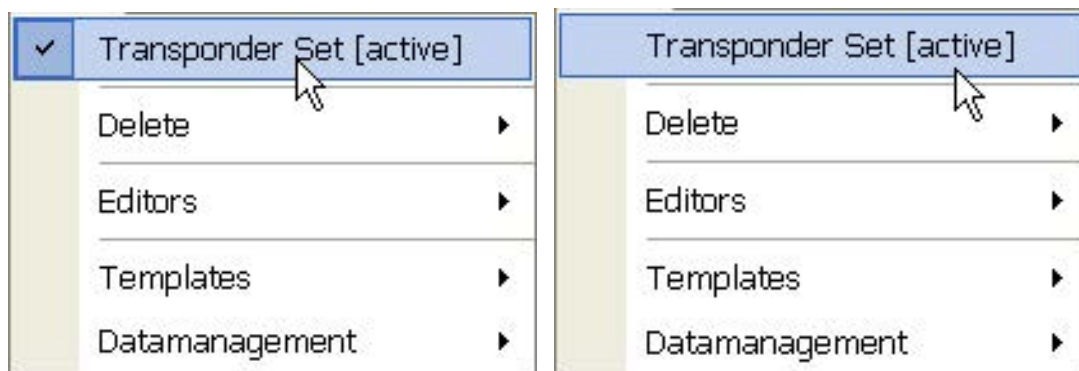 Transponder Set [active]
Delete
Editors
Templates
Datamanagement
Transponder Set [active]
Delete
Editors
Templates
Datamanagement